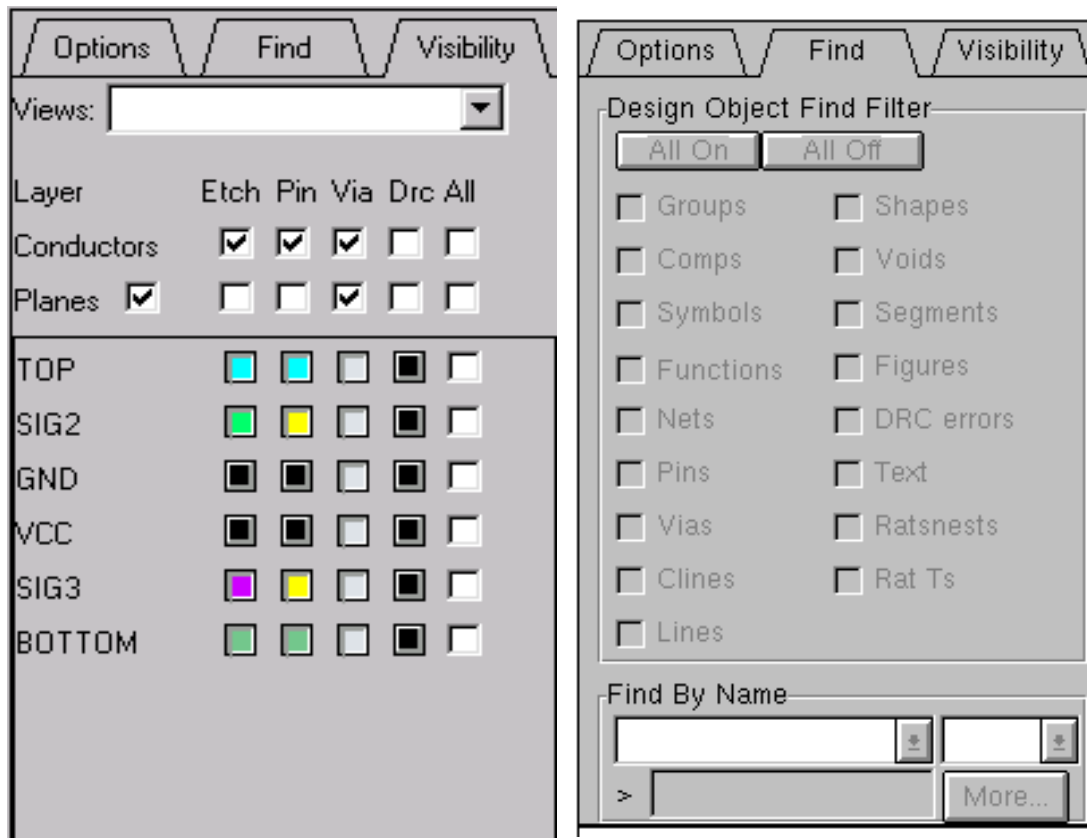 Options Find Visibility
Views:
Layer Etch Pin Via Drc All
Conductors
Planes
TOP
SIG2
GND
VCC
SIG3
BOTTOM
Options Find Visibility
Design Object Find Filter
All On All Off
Groups Shapes
Comps Voids
Symbols Segments
Functions Figures
Nets DRC errors
Pins Text
Vias Ratsnests
Clines Rat Ts
Lines
Find By Name
> More...